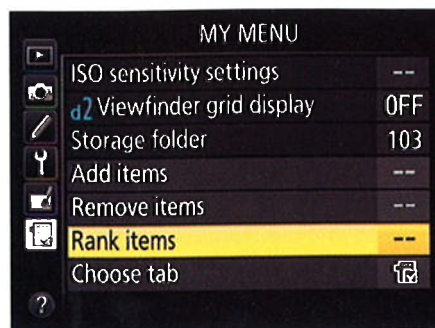 MY MENU
ISO sensitivity settings --
d2 Viewfinder grid display OFF
Storage folder 103
Add items --
Remove items --
Rank items --
Choose tab
?